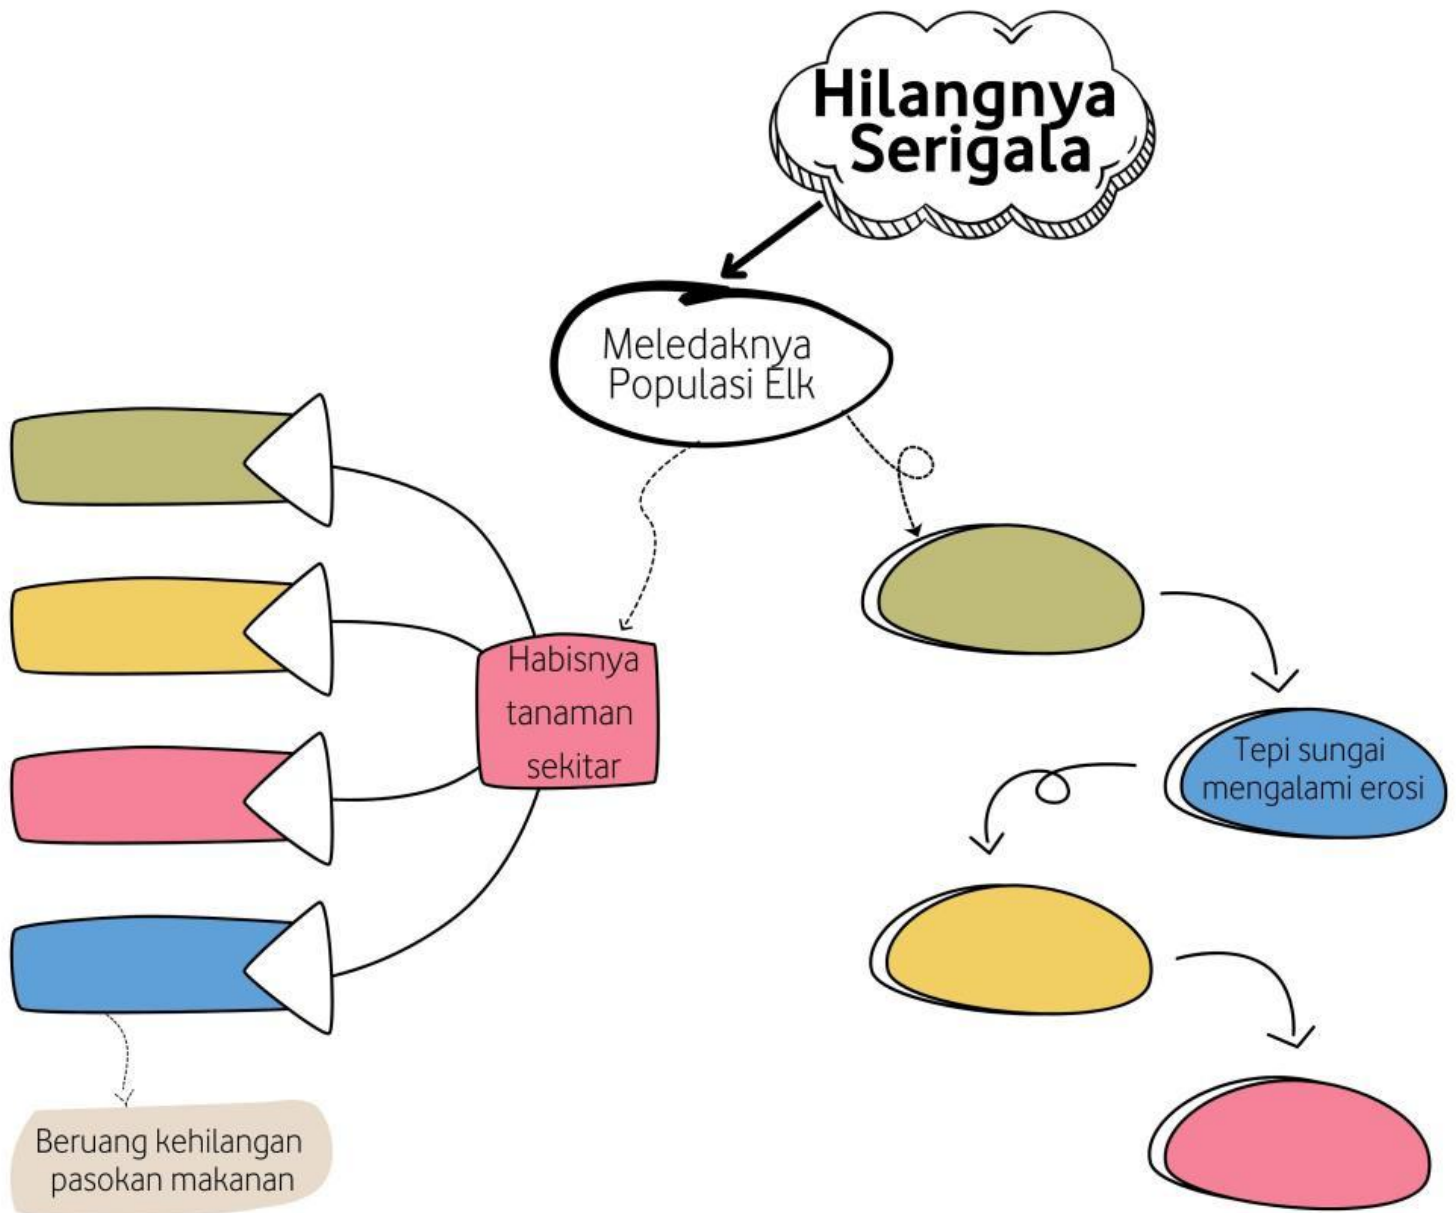 Hilangnya
Serigala
Meledaknya
Populasi Elk
Habisnya
tanaman
sekitar
Tepi sungai
mengalami erosi
Beruang kehilangan
pasokan makanan